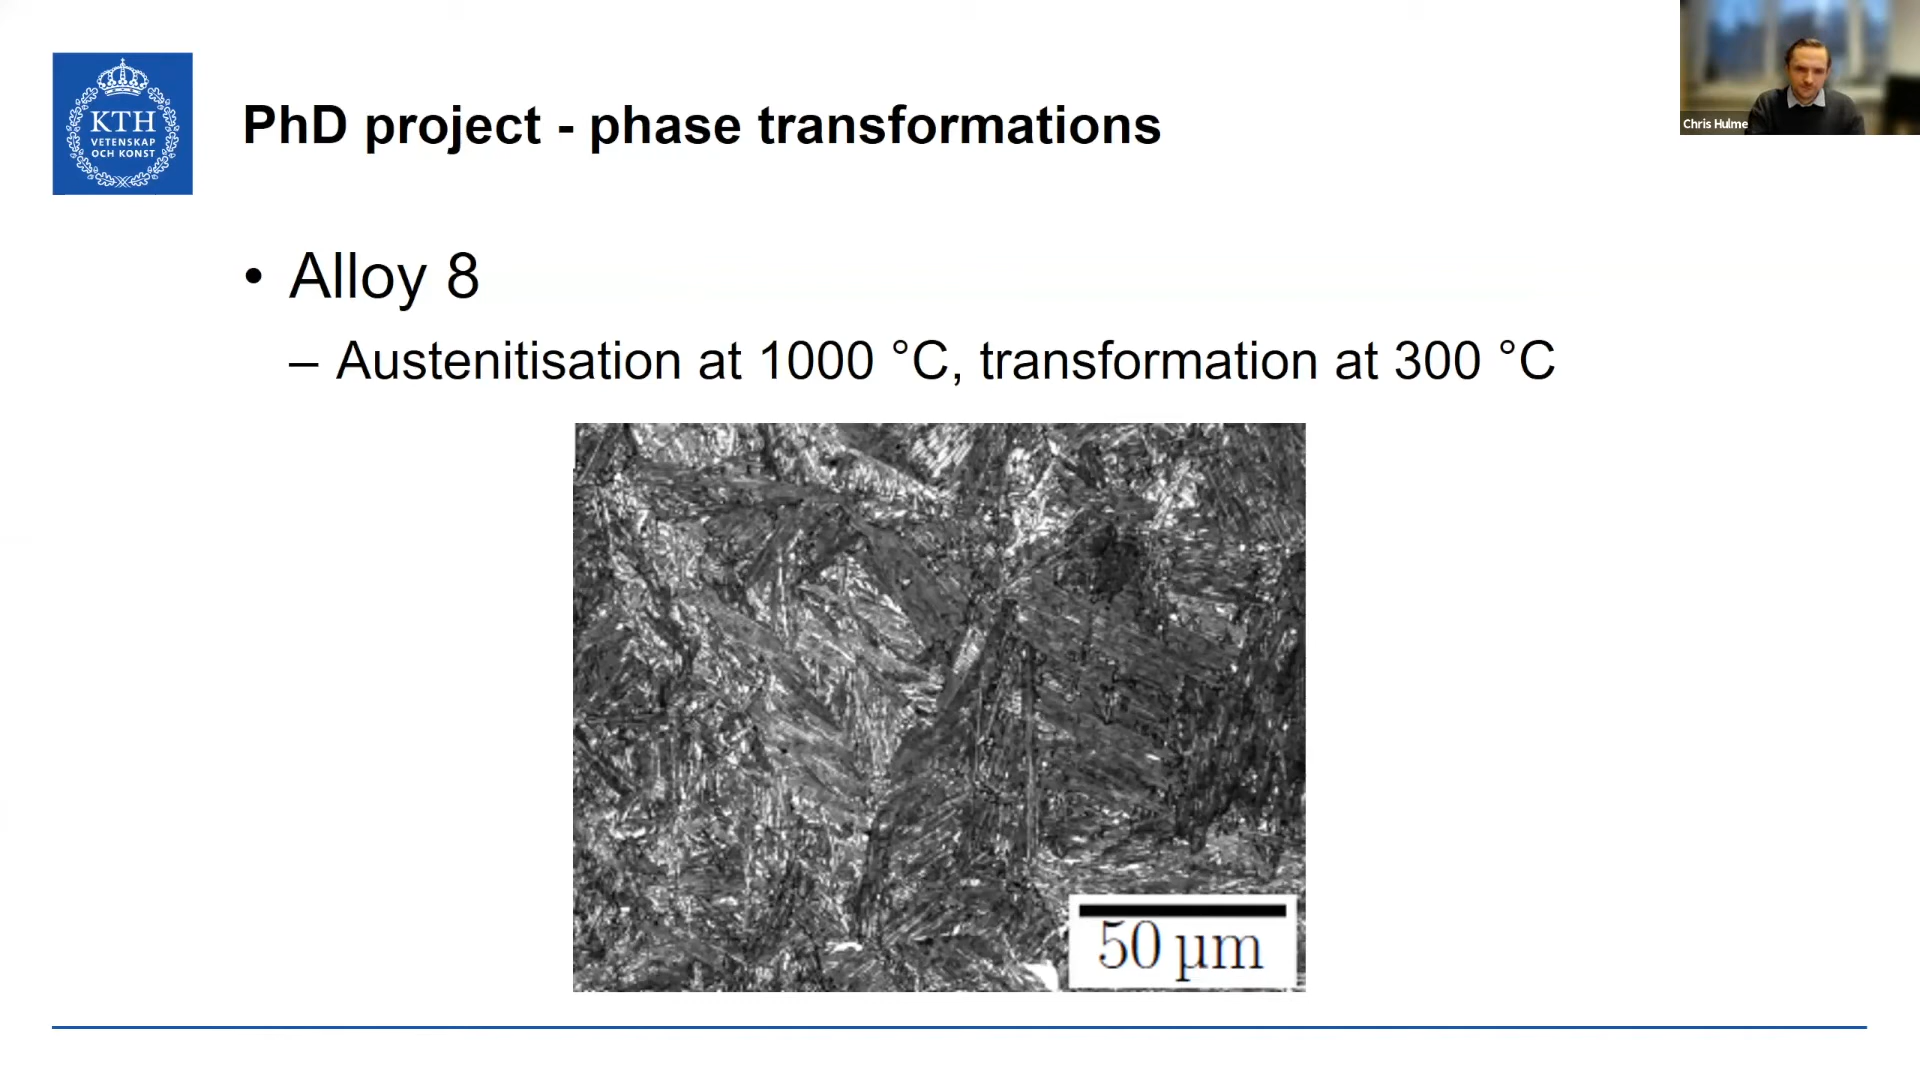 KTH
VETENSKAP
OCH KONST
PhD project - phase transformations
Chris Hulme
• Alloy 8
– Austenitisation at 1000 °C, transformation at 300 °C
50 µm